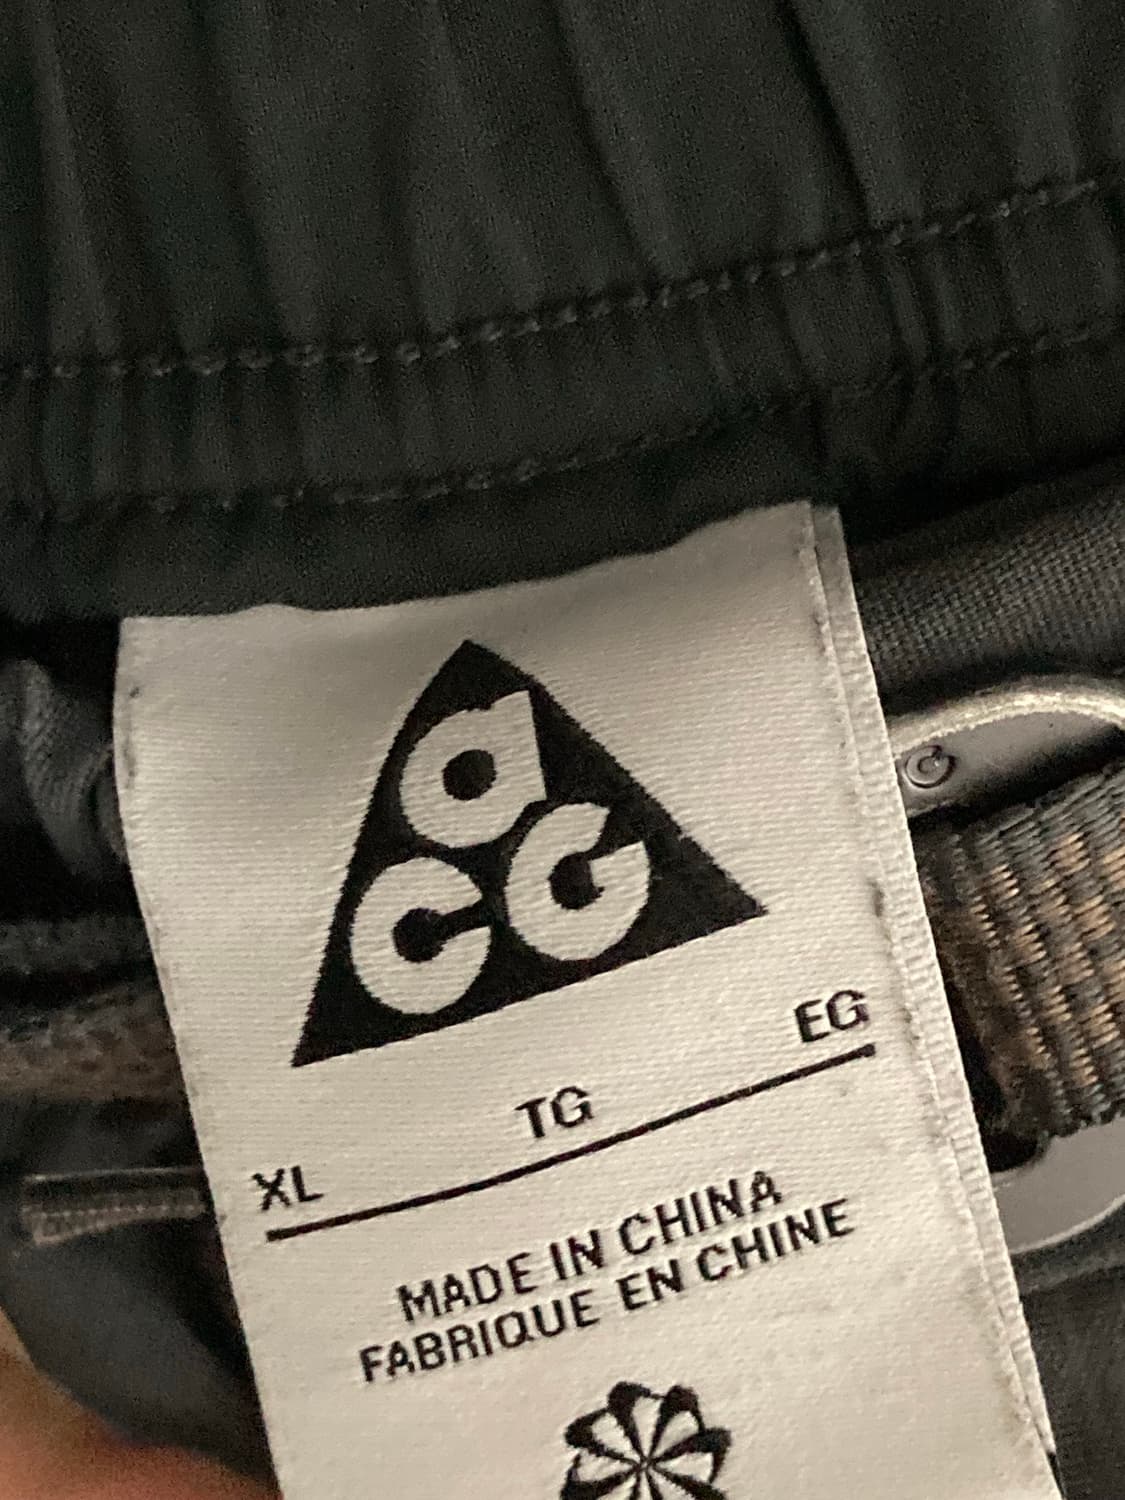 aCG
XL TG EG
MADE IN CHINA
FABRIQUE EN CHINE